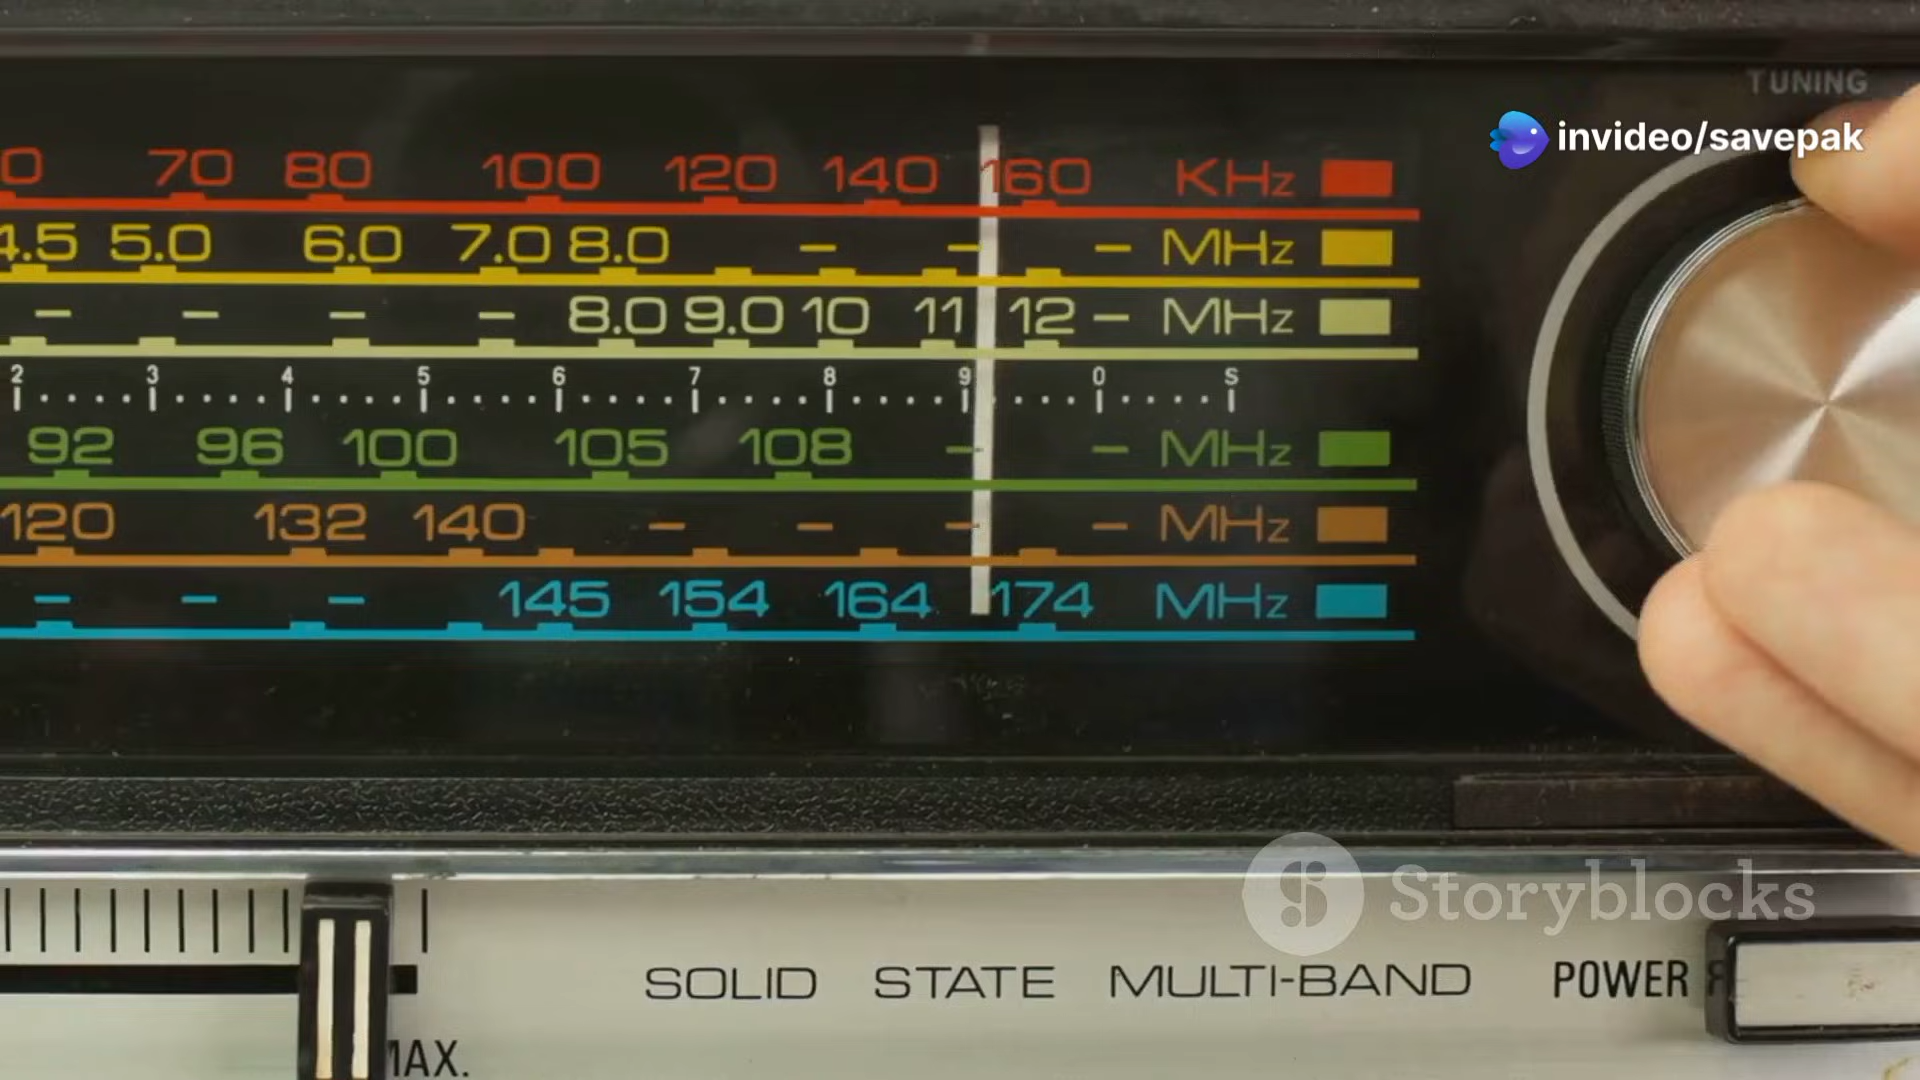 TUNING
invideo/savepak
0 70 80 100 120 140 160 KHz
4.5 5.0 6.0 7.0 8.0 – – – MHz
– – – – 8.0 9.0 10 11 12 – MHz
2 3 4 5 6 7 8 9 0 S
92 96 100 105 108 – – MHz
120 132 140 – – – – MHz
– – – 145 154 164 174 MHz
Storyblocks
SOLID STATE MULTI-BAND POWER
MAX.